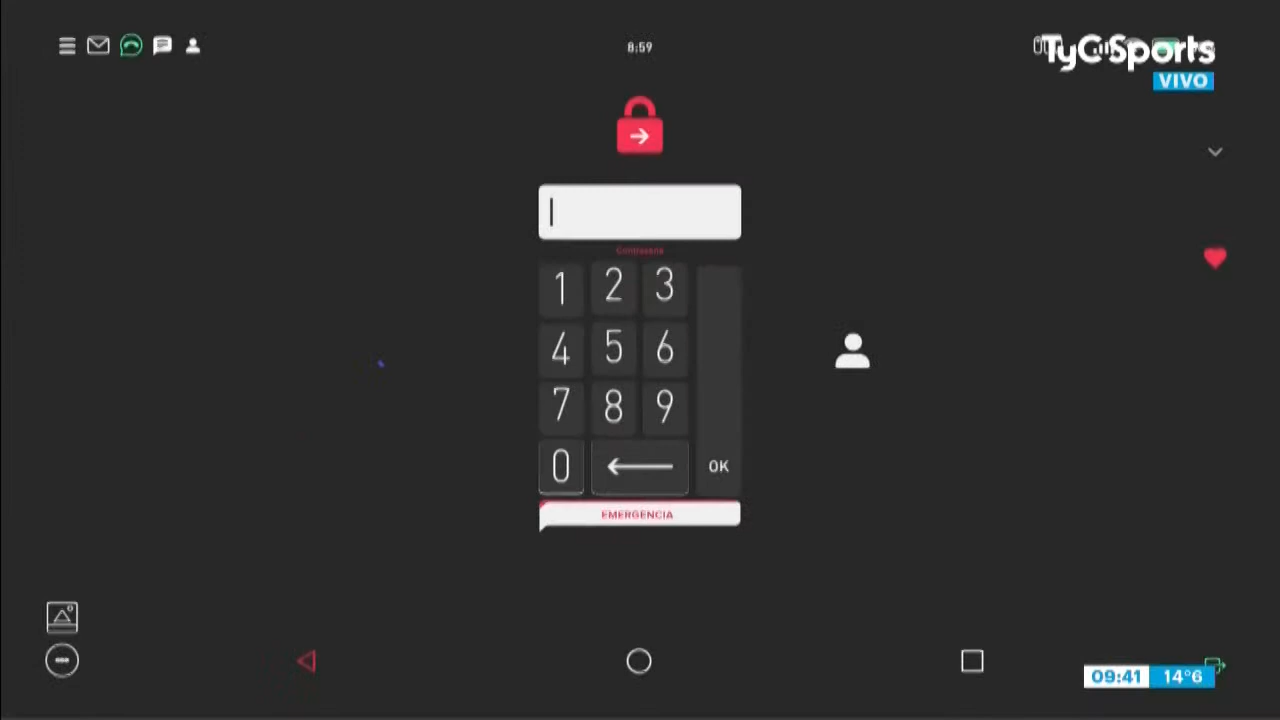 8:59
TyC Sports
VIVO
Contraseña
1 2 3
4 5 6
7 8 9
0
OK
EMERGENCIA
09:41 14°6